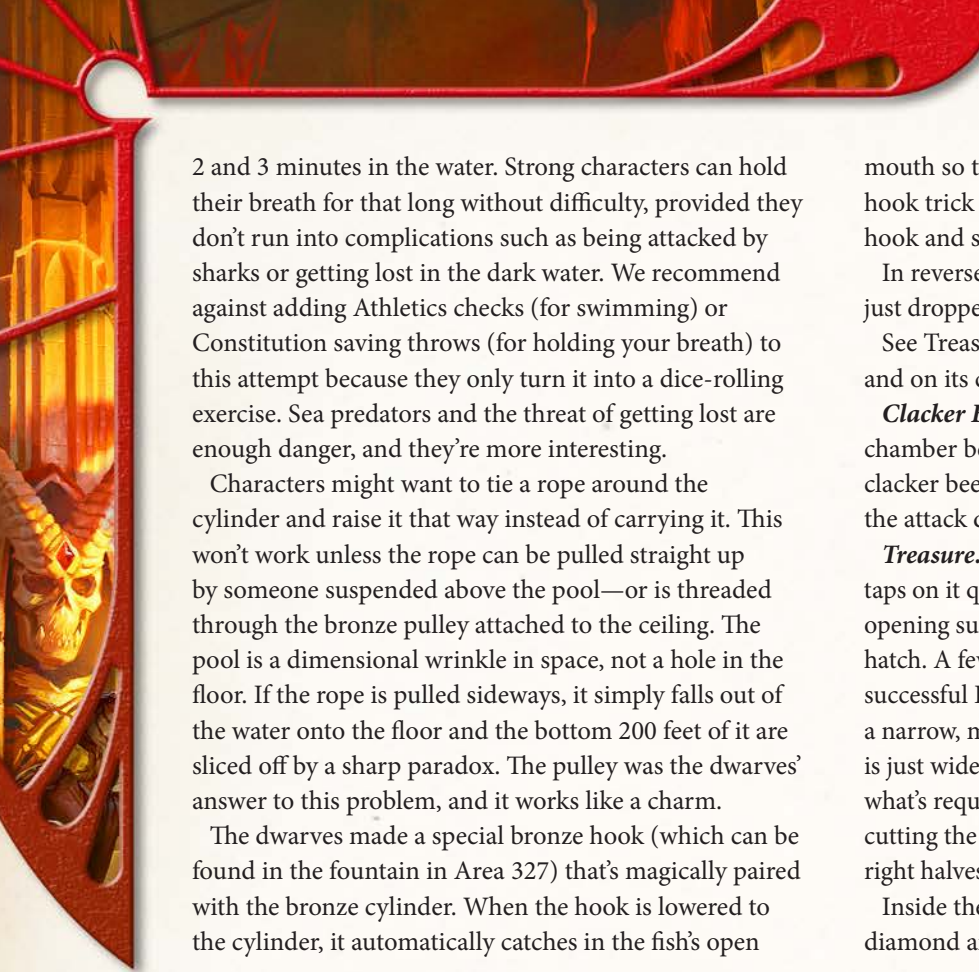 2 and 3 minutes in the water. Strong characters can hold
their breath for that long without difficulty, provided they
don’t run into complications such as being attacked by
sharks or getting lost in the dark water. We recommend
against adding Athletics checks (for swimming) or
Constitution saving throws (for holding your breath) to
this attempt because they only turn it into a dice-rolling
exercise. Sea predators and the threat of getting lost are
enough danger, and they’re more interesting.
Characters might want to tie a rope around the
cylinder and raise it that way instead of carrying it. This
won’t work unless the rope can be pulled straight up
by someone suspended above the pool—or is threaded
through the bronze pulley attached to the ceiling. The
pool is a dimensional wrinkle in space, not a hole in the
floor. If the rope is pulled sideways, it simply falls out of
the water onto the floor and the bottom 200 feet of it are
sliced off by a sharp paradox. The pulley was the dwarves’
answer to this problem, and it works like a charm.
The dwarves made a special bronze hook (which can be
found in the fountain in Area 327) that’s magically paired
with the bronze cylinder. When the hook is lowered to
the cylinder, it automatically catches in the fish’s open
mouth so
hook trick
hook and
In reverse
just
See
and on its
Clacker
chamber
clacker
the attack
Treasure.
taps on it
opening
hatch. A
successful
a narrow,
is just
what’s
cutting the
right
Inside
diamond